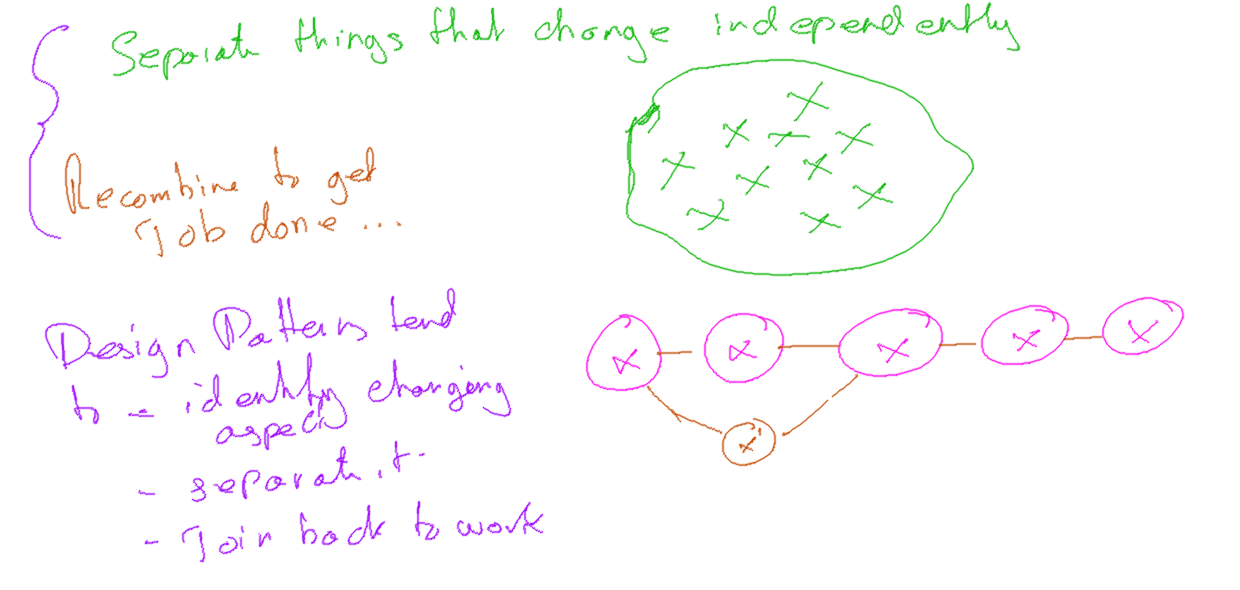 Separate things that change independently
Recombine to get
Job done ...
Design Patterns tend
to - identify changing
aspect
- separate it.
- Join back to work